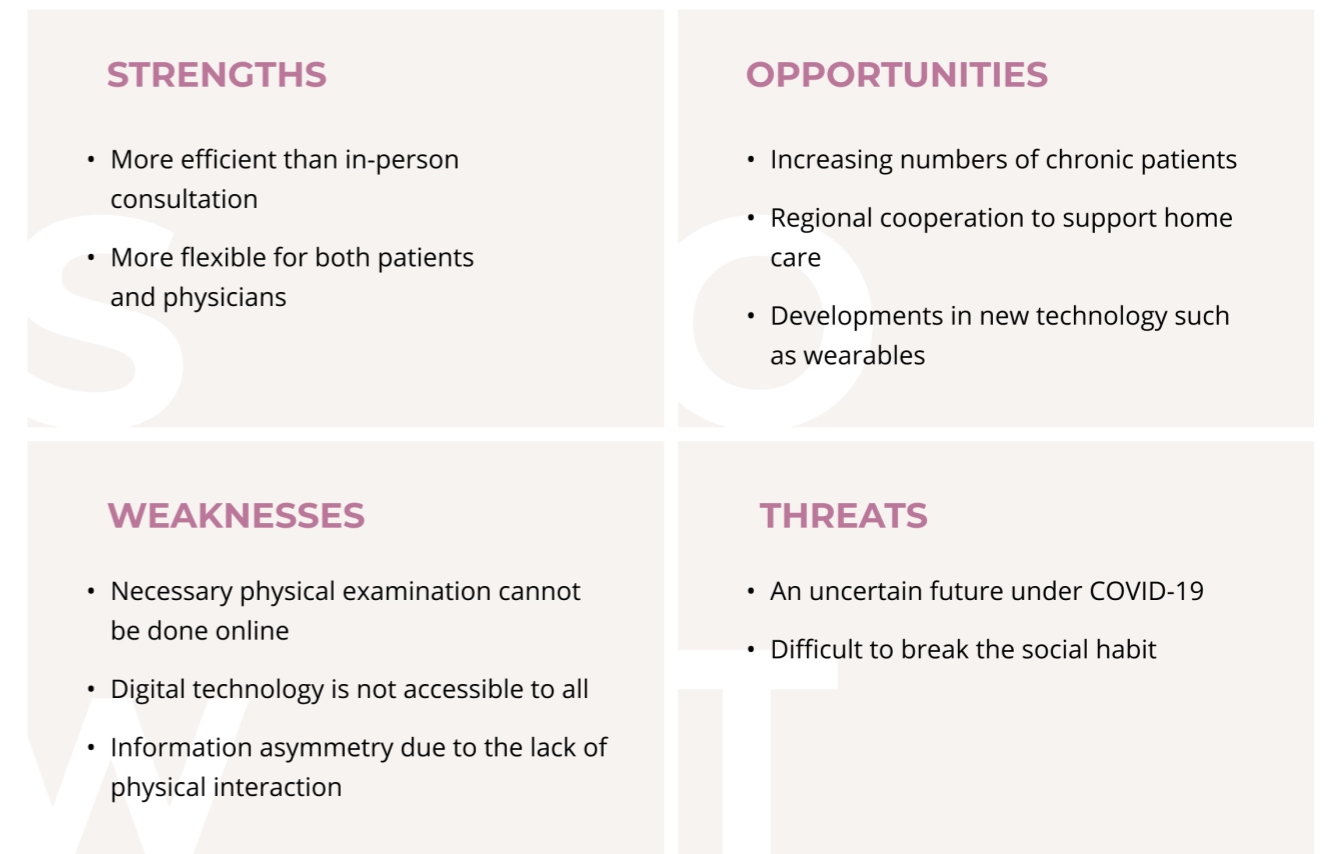 STRENGTHS
• More efficient than in-person
consultation
• More flexible for both patients
and physicians
S
OPPORTUNITIES
• Increasing numbers of chronic patients
• Regional cooperation to support home
care
• Developments in new technology such
as wearables
O
WEAKNESSES
• Necessary physical examination cannot
be done online
• Digital technology is not accessible to all
• Information asymmetry due to the lack of
physical interaction
W
THREATS
• An uncertain future under COVID-19
• Difficult to break the social habit
T